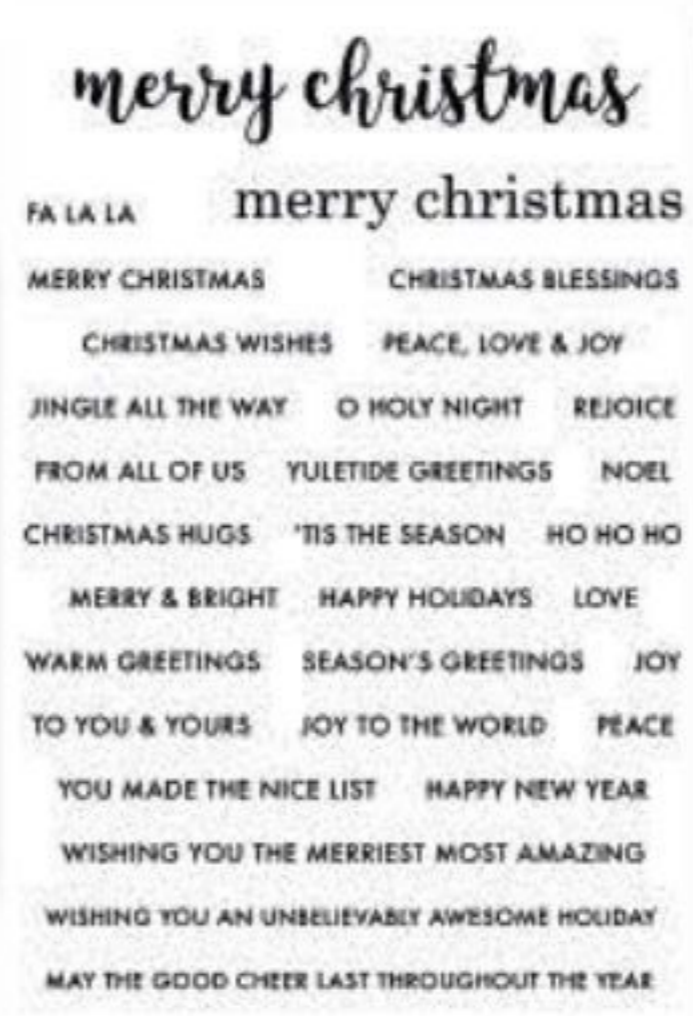 merry christmas
FA LA LA merry christmas
MERRY CHRISTMAS CHRISTMAS BLESSINGS
CHRISTMAS WISHES PEACE, LOVE & JOY
JINGLE ALL THE WAY O HOLY NIGHT REJOICE
FROM ALL OF US YULETIDE GREETINGS NOEL
CHRISTMAS HUGS 'TIS THE SEASON HO HO HO
MERRY & BRIGHT HAPPY HOLIDAYS LOVE
WARM GREETINGS SEASON'S GREETINGS JOY
TO YOU & YOURS JOY TO THE WORLD PEACE
YOU MADE THE NICE LIST HAPPY NEW YEAR
WISHING YOU THE MERRIEST MOST AMAZING
WISHING YOU AN UNBELIEVABLY AWESOME HOLIDAY
MAY THE GOOD CHEER LAST THROUGHOUT THE YEAR